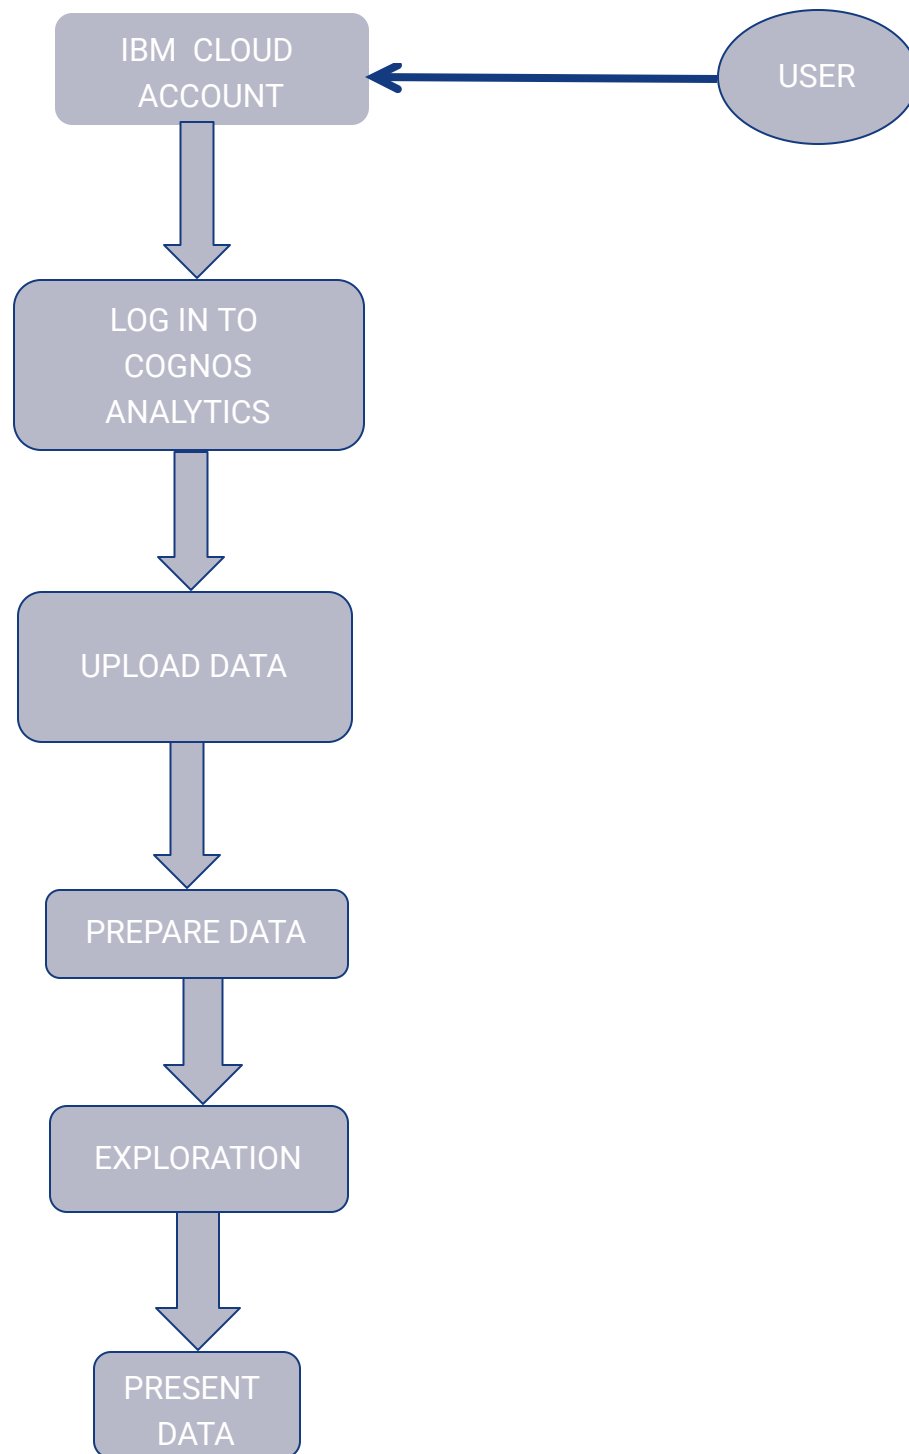 IBM CLOUD
ACCOUNT
USER
LOG IN TO
COGNOS
ANALYTICS
UPLOAD DATA
PREPARE DATA
EXPLORATION
PRESENT
DATA